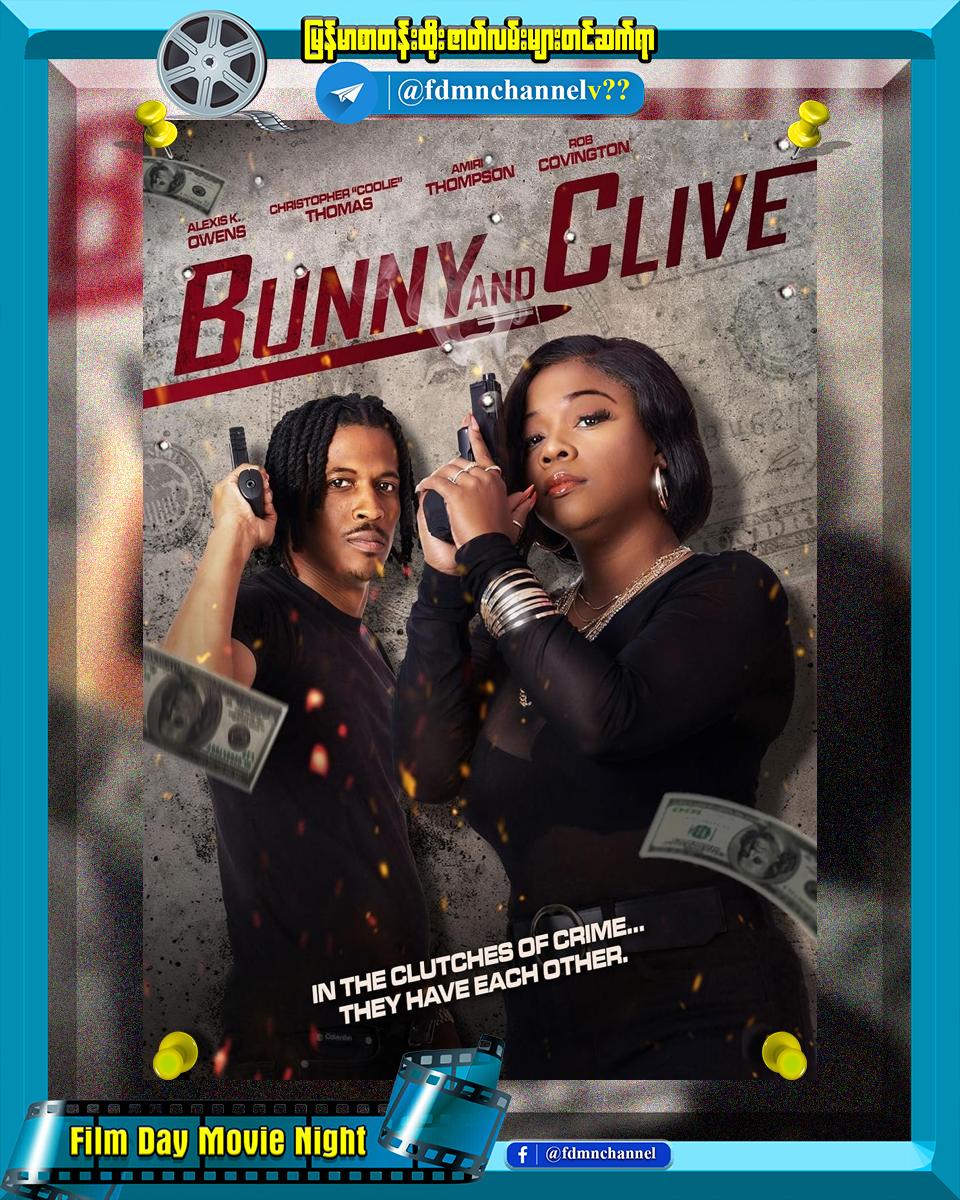 မြန်မာစာတန်းထိုးဇာတ်လမ်းများတင်ဆက်ရာ
@fdmnchannelv??
ALEXIS K.
OWENS
CHRISTOPHER "COOLIE"
THOMAS
AMIRI
THOMPSON
ROB
COVINGTON
BUNNY AND CLIVE
IN THE CLUTCHES OF CRIME...
THEY HAVE EACH OTHER.
Film Day Movie Night
f @fdmnchannel